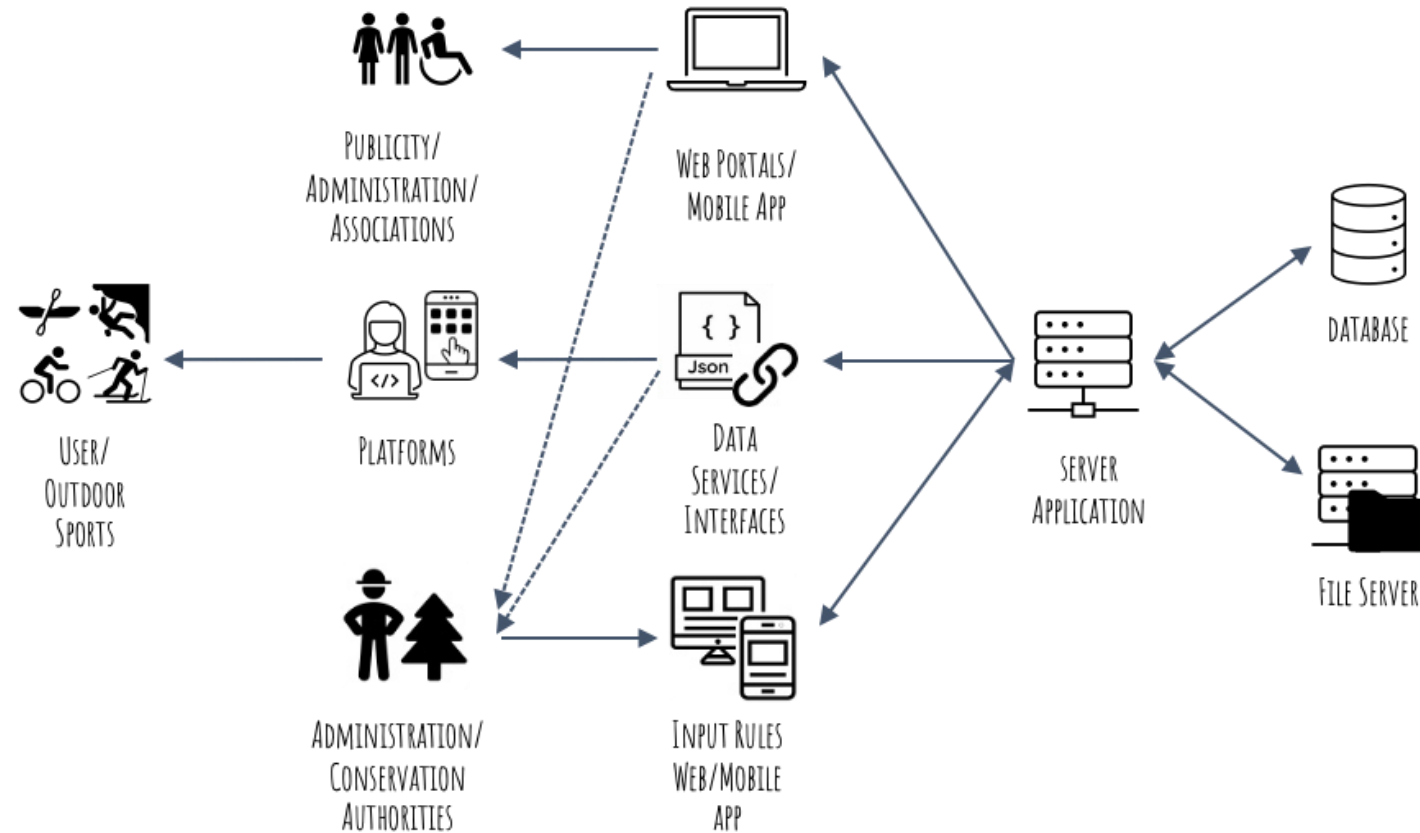 PUBLICITY/
ADMINISTRATION/
ASSOCIATIONS
WEB PORTALS/
MOBILE APP
DATABASE
{ }
Json
</>
USER/
OUTDOOR
SPORTS
PLATFORMS
DATA
SERVICES/
INTERFACES
SERVER
APPLICATION
FILE SERVER
ADMINISTRATION/
CONSERVATION
AUTHORITIES
INPUT RULES
WEB/MOBILE
APP